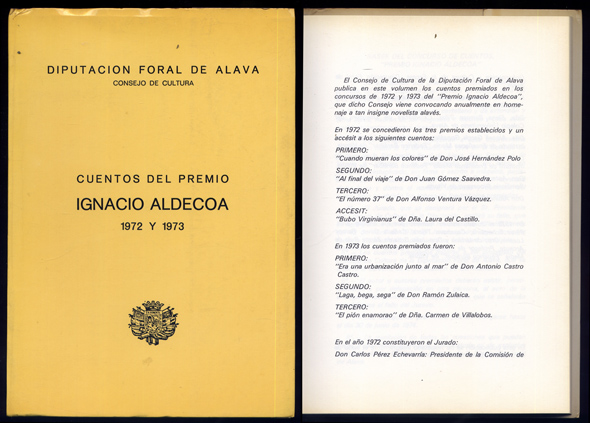 DIPUTACION FORAL DE ALAVA
CONSEJO DE CULTURA
CUENTOS DEL PREMIO
IGNACIO ALDECOA
1972 Y 1973
El Consejo de Cultura de la Diputación Foral de Alava
publica en este volumen los cuentos premiados en los
concursos de 1972 y 1973 del "Premio Ignacio Aldecoa",
que dicho Consejo viene convocando anualmente en home-
naje a tan insigne novelista alavés.
En 1972 se concedieron los tres premios establecidos y un
accésit a los siguientes cuentos:
PRIMERO:
"Cuando mueran los colores" de Don José Hernández Polo
SEGUNDO:
"Al final del viaje" de Don Juan Gómez Saavedra.
TERCERO:
"El número 37" de Don Alfonso Ventura Vázquez.
ACCESIT:
"Bubo Virginianus" de Dña. Laura del Castillo.
En 1973 los cuentos premiados fueron:
PRIMERO:
"Era una urbanización junto al mar" de Don Antonio Castro
Castro.
SEGUNDO:
"Laga, bega, sega" de Don Ramón Zulaica.
TERCERO:
"El pión enamorao" de Dña. Carmen de Villalobos.
En el año 1972 constituyeron el Jurado:
Don Carlos Pérez Echevarría: Presidente de la Comisión de